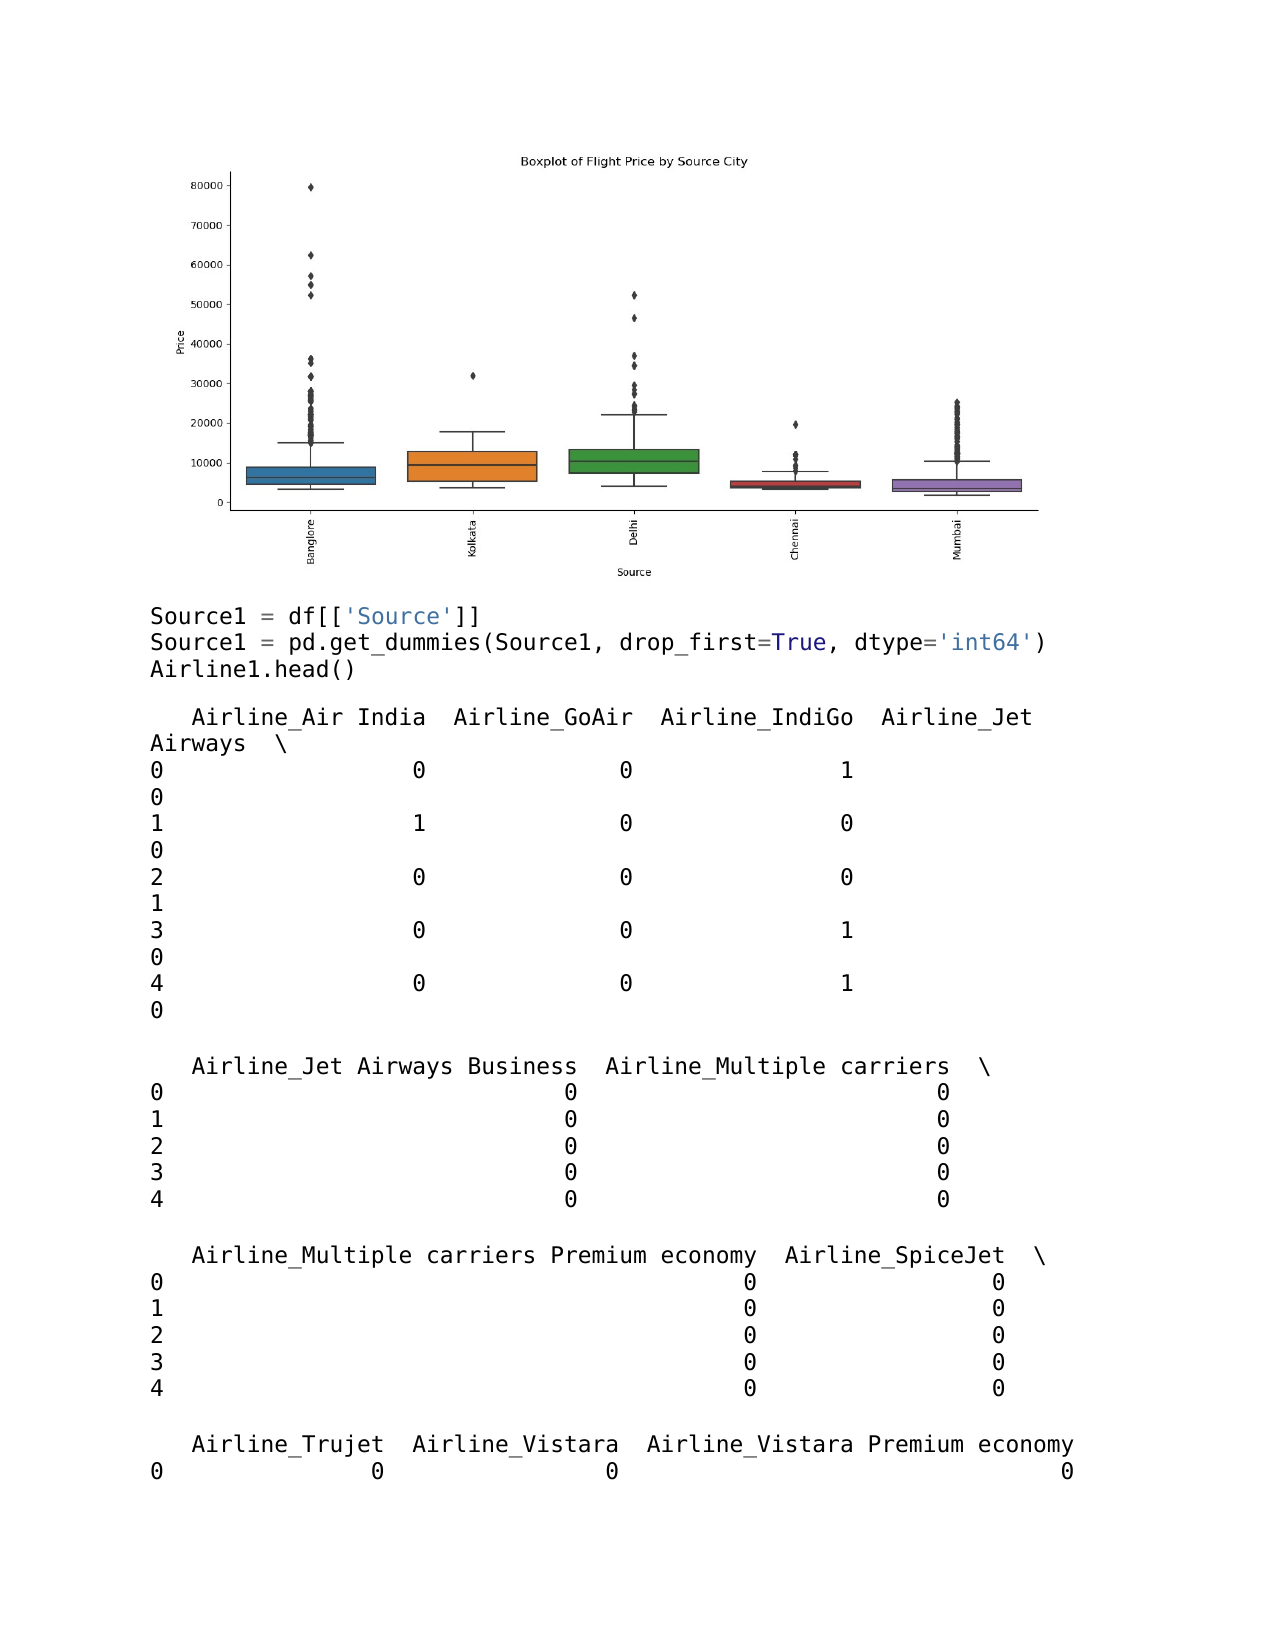 Boxplot of Flight Price by Source City
80000
70000
60000
50000
40000
30000
20000
10000
0
Price
Banglore
Kolkata
Delhi
Chennai
Mumbai
Source
Source1 = df[['Source']]
Source1 = pd.get_dummies(Source1, drop_first=True, dtype='int64')
Airline1.head()
Airline_Air India  Airline_GoAir  Airline_IndiGo  Airline_Jet
Airways  \
0 0 0 1
0
1 1 0 0
0
2 0 0 0
1
3 0 0 1
0
4 0 0 1
0
Airline_Jet Airways Business  Airline_Multiple carriers  \
0 0 0
1 0 0
2 0 0
3 0 0
4 0 0
Airline_Multiple carriers Premium economy  Airline_SpiceJet  \
0 0 0
1 0 0
2 0 0
3 0 0
4 0 0
Airline_Trujet  Airline_Vistara  Airline_Vistara Premium economy
0 0 0 0